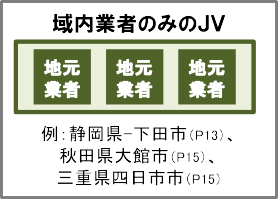 域内業者のみのJV
地元 地元 地元
業者 業者 業者
例：静岡県−下田市（P13）、
秋田県大館市（P15）、
三重県四日市市（P15）